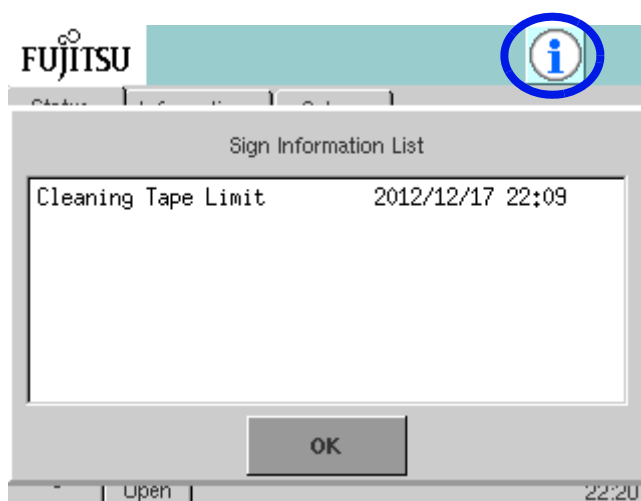 FUJITSU
i
Sign Information List
Cleaning Tape Limit 2012/12/17 22:09
OK
Open
22:20